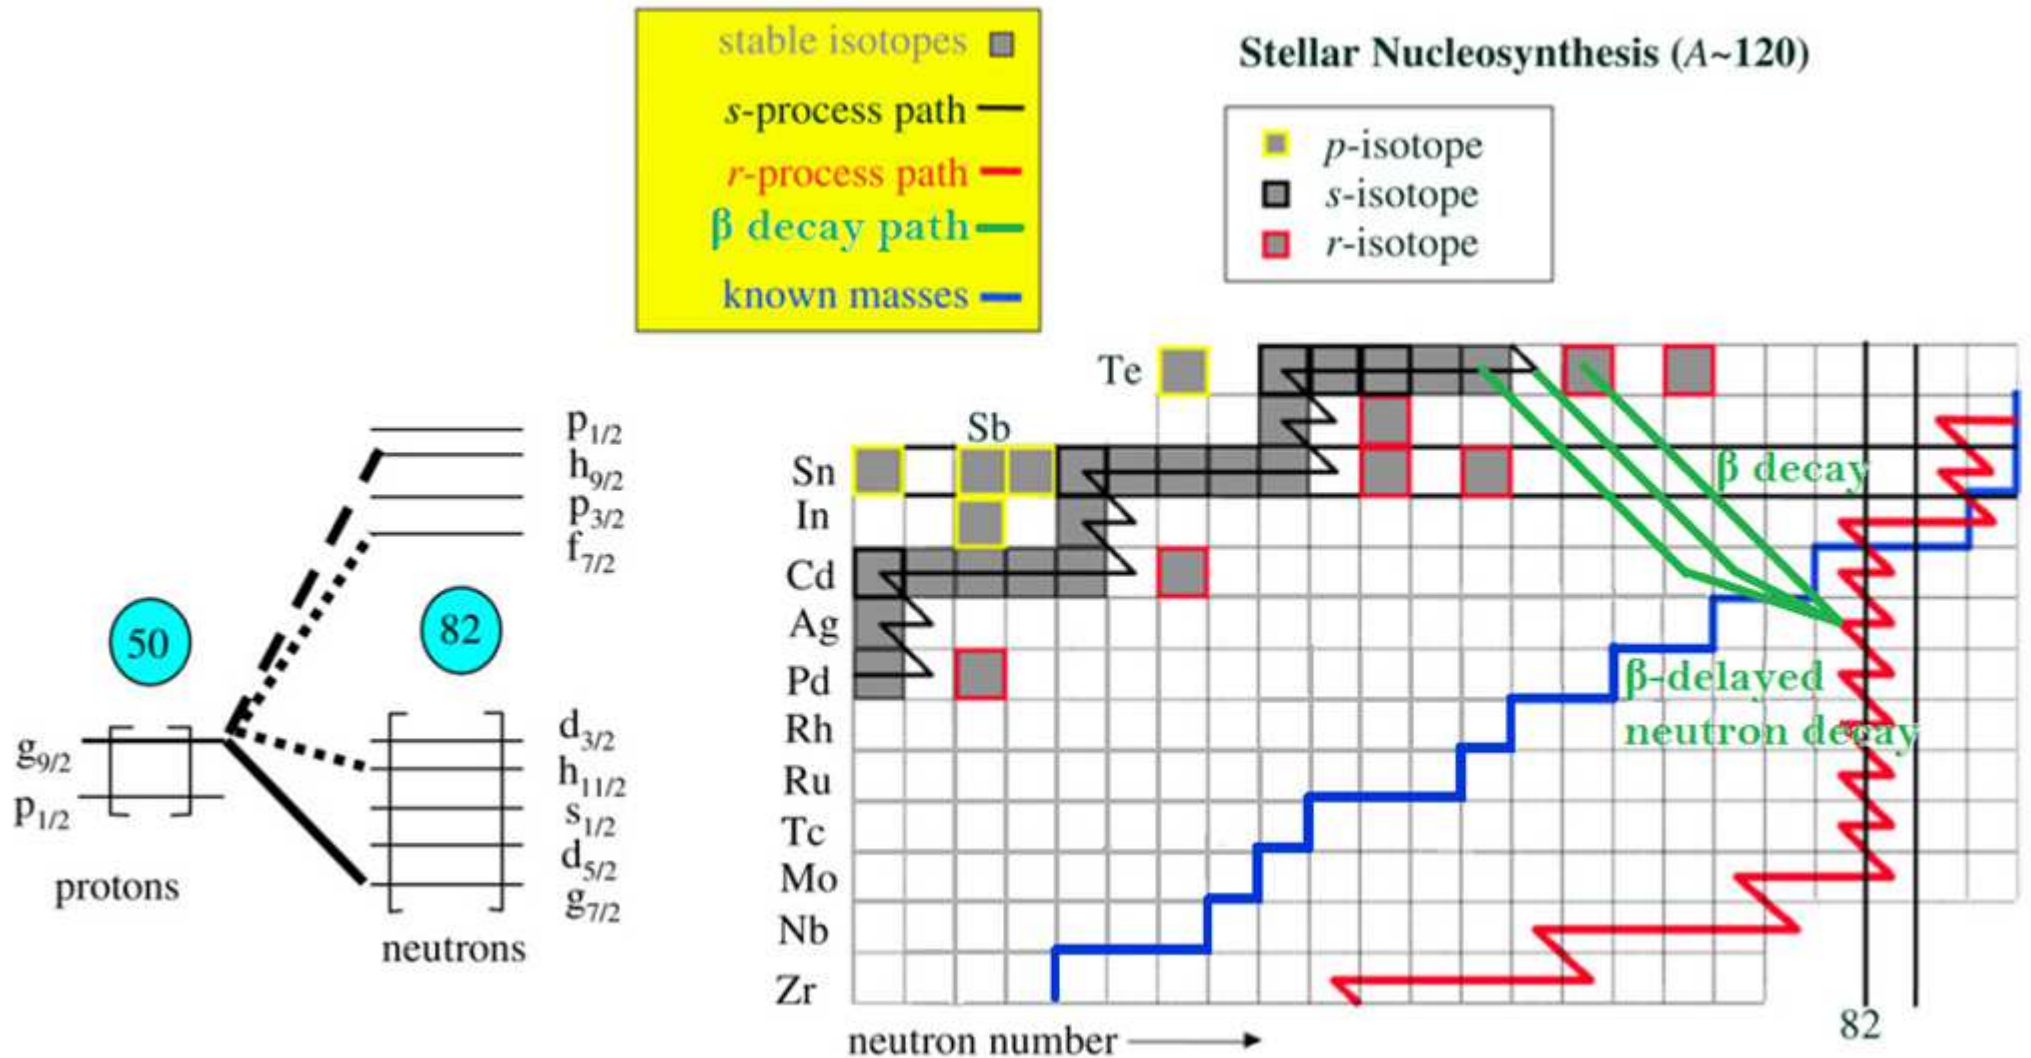 stable isotopes
s-process path
r-process path
β decay path
known masses
Stellar Nucleosynthesis (A~120)
p-isotope
s-isotope
r-isotope
p1/2
h9/2
p3/2
f7/2
50
82
g9/2
p1/2
d3/2
h11/2
s1/2
d5/2
g7/2
protons
neutrons
Te
Sb
Sn
In
Cd
Ag
Pd
Rh
Ru
Tc
Mo
Nb
Zr
β decay
β-delayed
neutron decay
82
neutron number